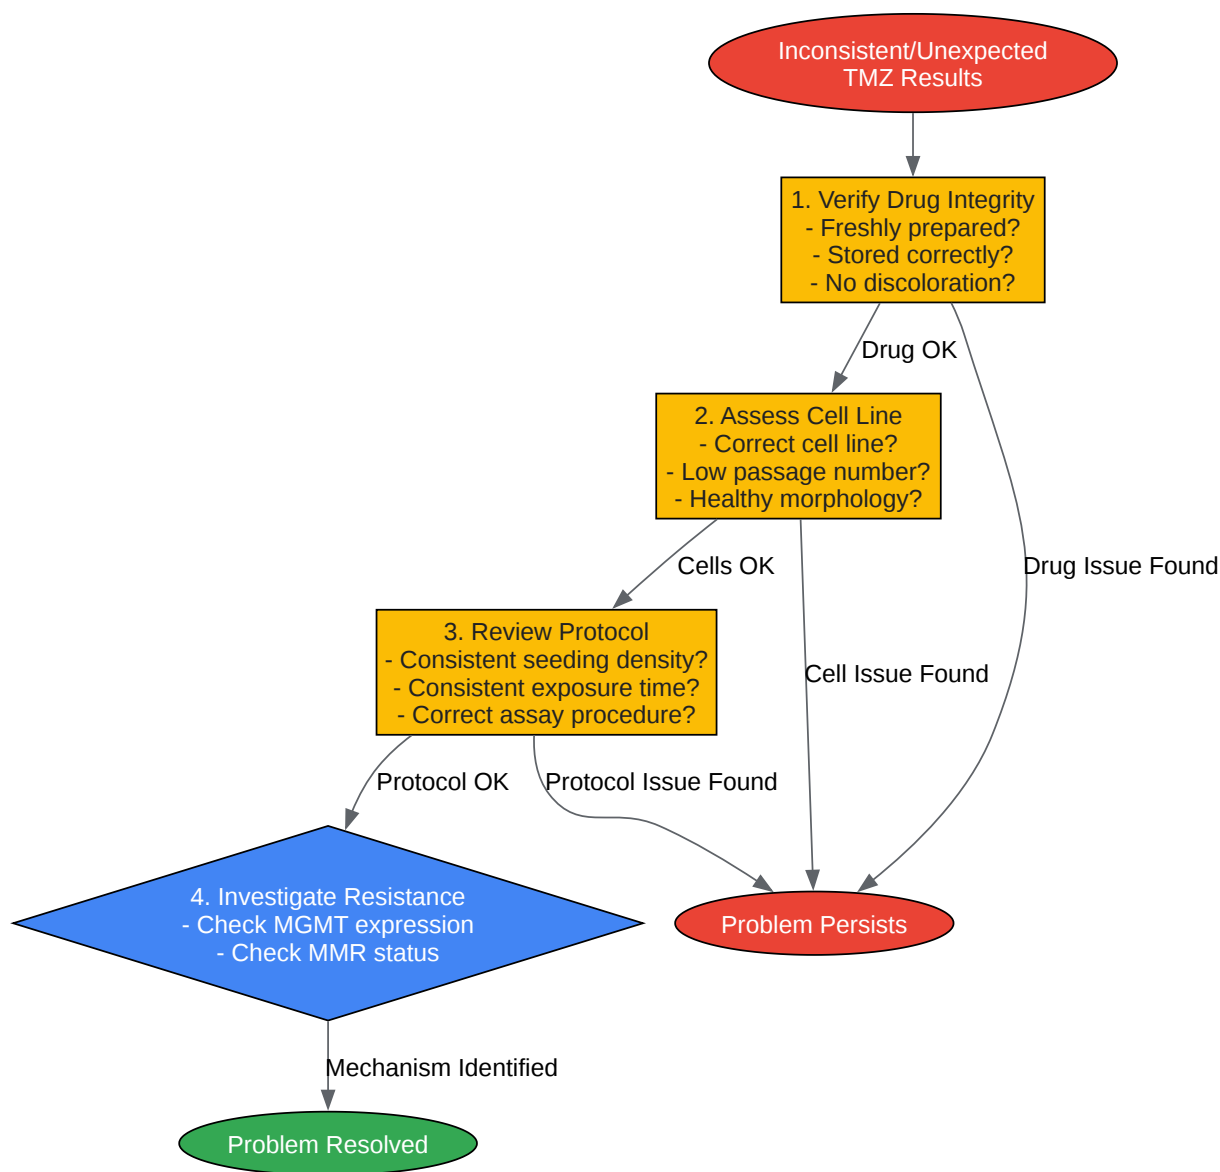 Inconsistent/Unexpected
TMZ Results
1. Verify Drug Integrity
- Freshly prepared?
- Stored correctly?
- No discoloration?
Drug OK
2. Assess Cell Line
- Correct cell line?
- Low passage number?
- Healthy morphology?
Cells OK
Drug Issue Found
3. Review Protocol
- Consistent seeding density?
- Consistent exposure time?
- Correct assay procedure?
Cell Issue Found
Protocol OK
Protocol Issue Found
4. Investigate Resistance
- Check MGMT expression
- Check MMR status
Problem Persists
Mechanism Identified
Problem Resolved